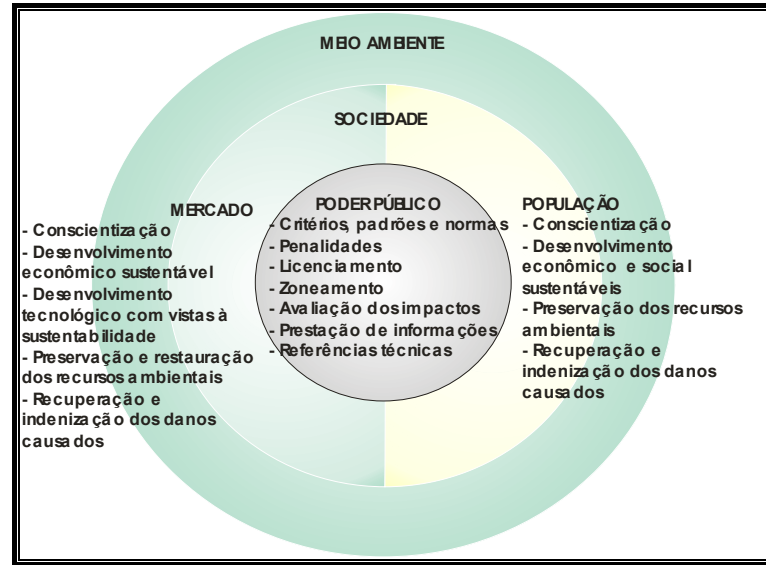 MEIO AMBIENTE
SOCIEDADE
MERCADO
- Conscientização
- Desenvolvimento
econômico sustentável
- Desenvolvimento
tecnológico com vistas à
sustentabilidade
- Preservação e restauração
dos recursos ambientais
- Recuperação e
indenização dos danos
causados
PODER PÚBLICO
- Critérios, padrões e normas
- Penalidades
- Licenciamento
- Zoneamento
- Avaliação dos impactos
- Prestação de informações
- Referências técnicas
POPULAÇÃO
- Conscientização
- Desenvolvimento
econômico e social
sustentáveis
- Preservação dos recursos
ambientais
- Recuperação e
indenização dos danos
causados